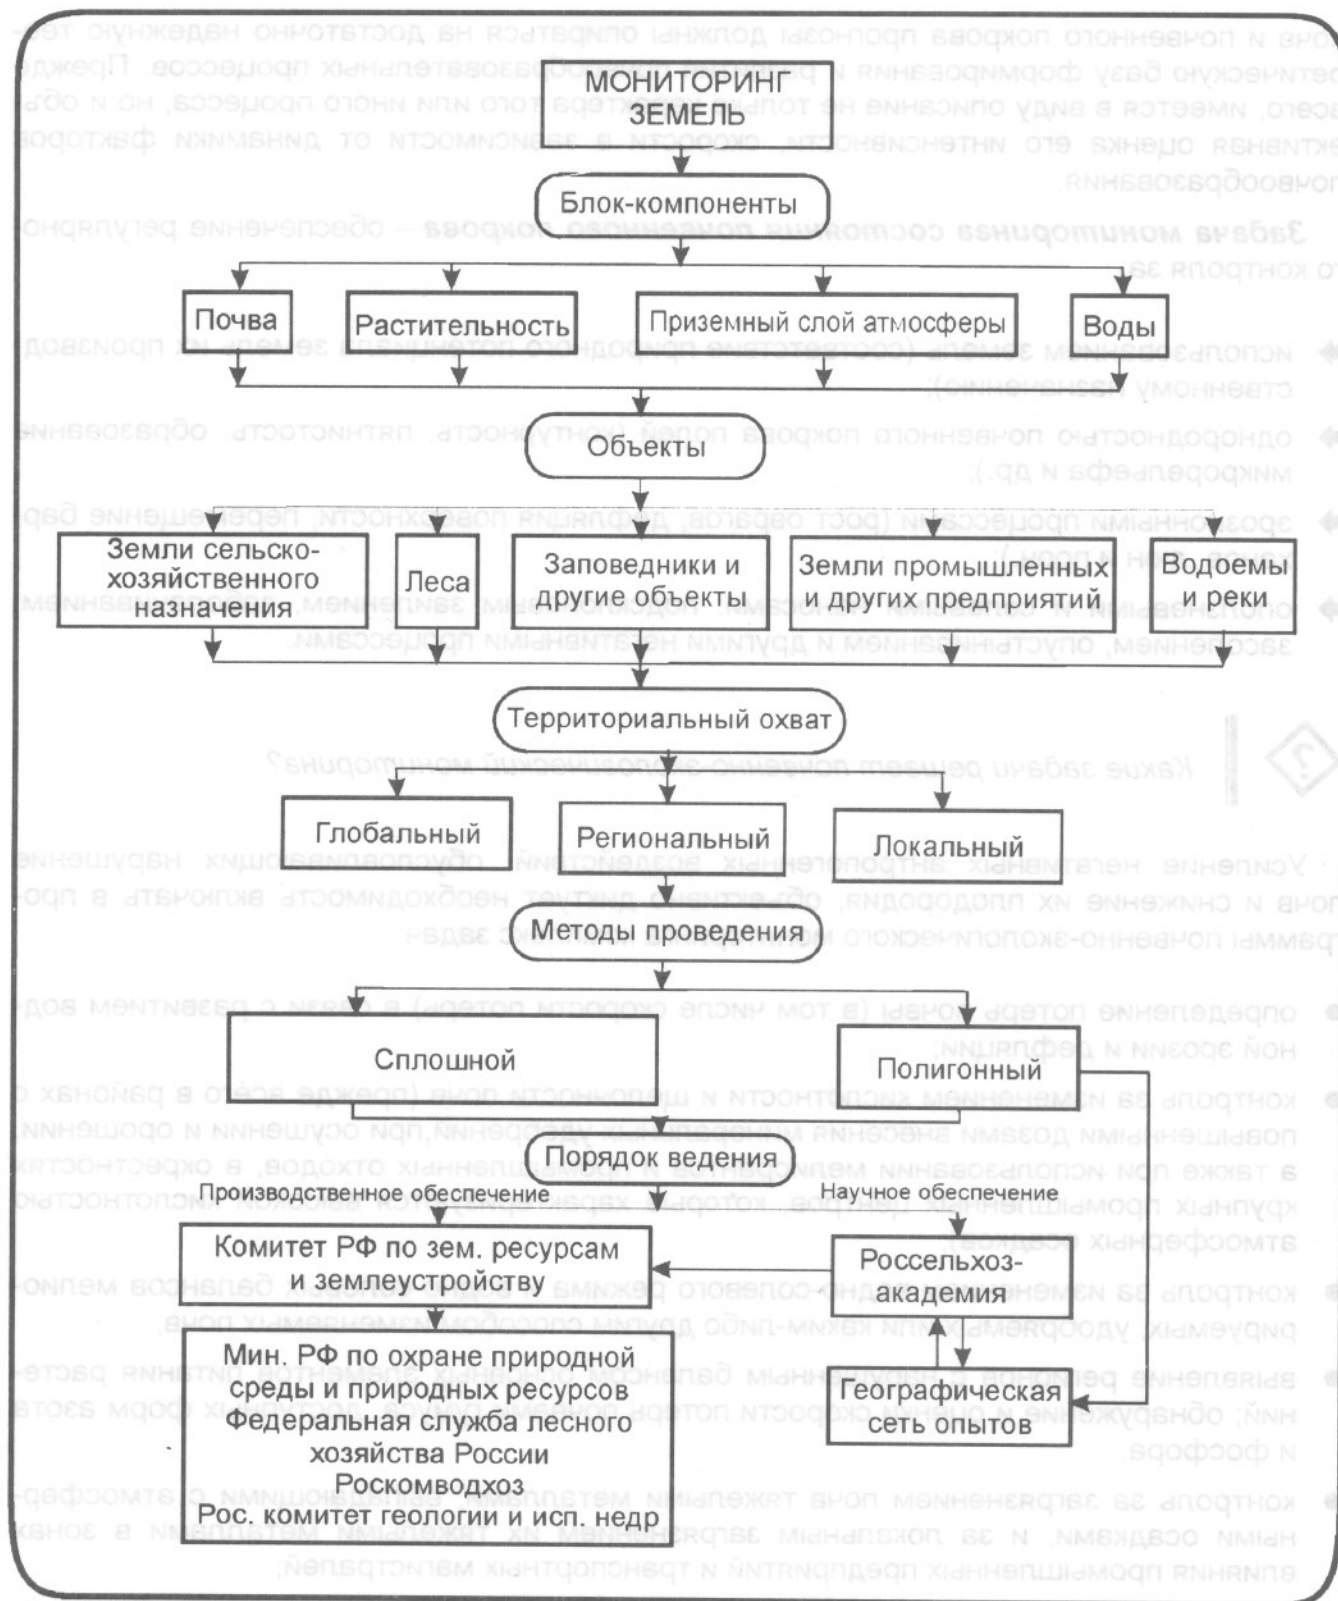 МОНИТОРИНГ
ЗЕМЕЛЬ
Блок-компоненты
Почва
Растительность
Приземный слой атмосферы
Воды
Объекты
Земли сельско-
хозяйственного
назначения
Леса
Заповедники и
другие объекты
Земли промышленных
и других предприятий
Водоемы
и реки
Территориальный охват
Глобальный
Региональный
Локальный
Методы проведения
Сплошной
Полигонный
Порядок ведения
Производственное обеспечение
Научное обеспечение
Комитет РФ по зем. ресурсам
и землеустройству
Россельхоз-
академия
Мин. РФ по охране природной
среды и природных ресурсов
Федеральная служба лесного
хозяйства России
Роскомводхоз
Рос. комитет геологии и исп. недр
Географическая
сеть опытов